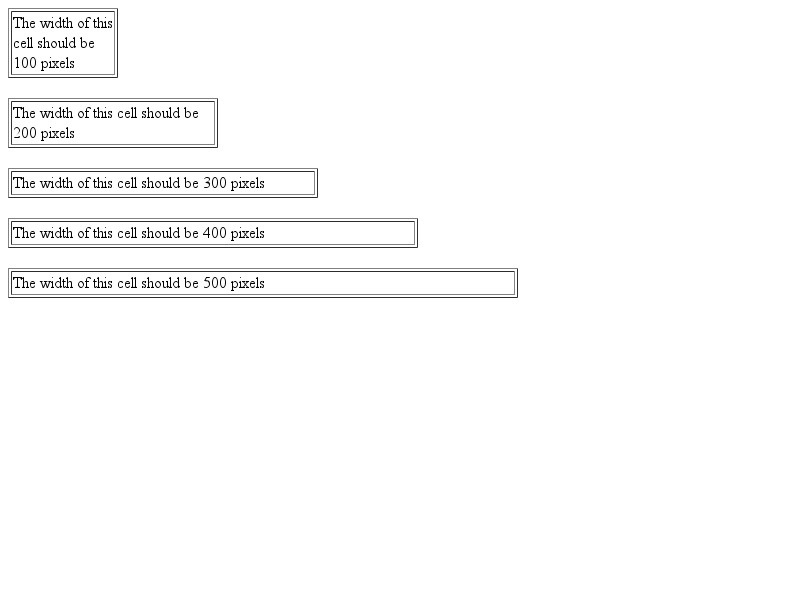 The width of this
cell should be
100 pixels
The width of this cell should be
200 pixels
The width of this cell should be 300 pixels
The width of this cell should be 400 pixels
The width of this cell should be 500 pixels